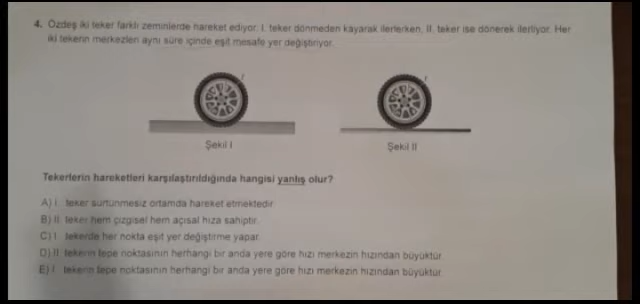 4. Özdeş iki teker farklı zeminlerde hareket ediyor. I. teker dönmeden kayarak ilerlerken, II. teker ise dönerek ilerliyor. Her
iki tekerin merkezleri aynı süre içinde eşit mesafe yer değiştiriyor.
I
I
Şekil I
Şekil II
Tekerlerin hareketleri karşılaştırıldığında hangisi yanlış olur?
A) I. teker sürtünmesiz ortamda hareket etmektedir.
B) II. teker hem çizgisel hem açısal hıza sahiptir.
C) I. tekerde her nokta eşit yer değiştirme yapar.
D) II. tekerin tepe noktasının herhangi bir anda yere göre hızı merkezin hızından büyüktür.
E) I. tekerin tepe noktasının herhangi bir anda yere göre hızı merkezin hızından büyüktür.